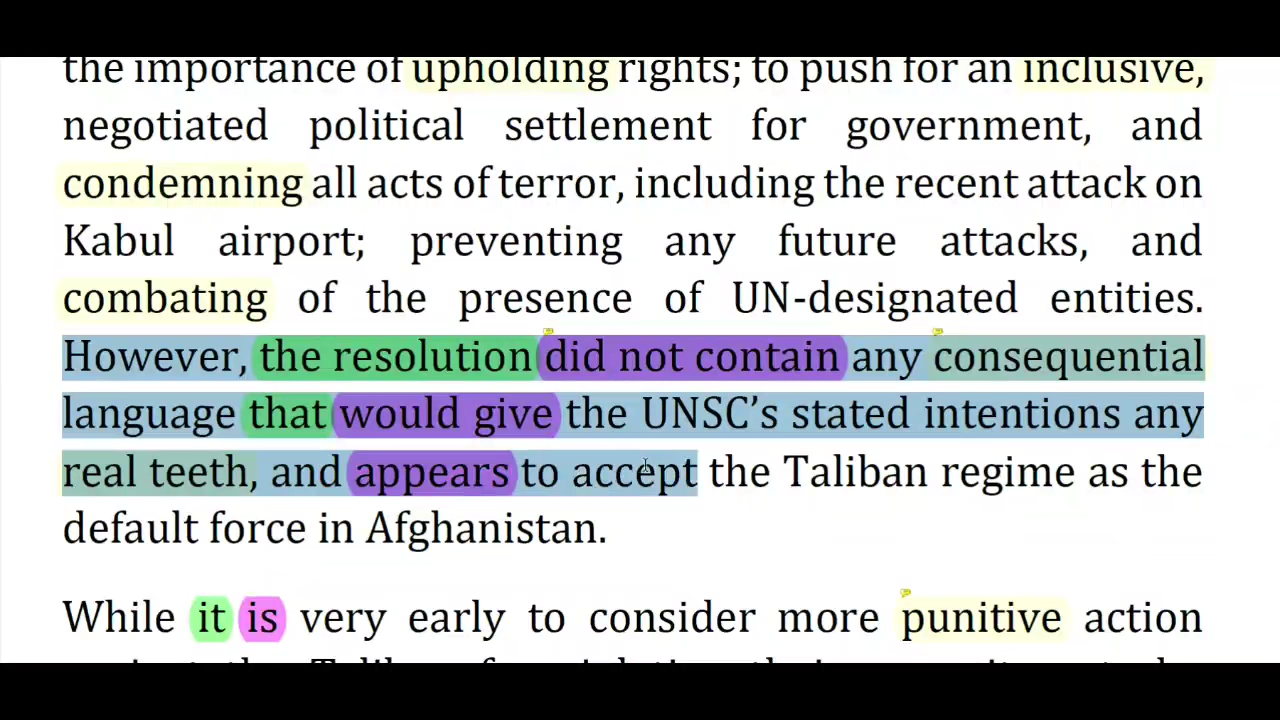 the importance of upholding rights; to push for an inclusive,
negotiated political settlement for government, and
condemning all acts of terror, including the recent attack on
Kabul airport; preventing any future attacks, and
combating of the presence of UN-designated entities.
However, the resolution did not contain any consequential
language that would give the UNSC’s stated intentions any
real teeth, and appears to accept the Taliban regime as the
default force in Afghanistan.
While it is very early to consider more punitive action